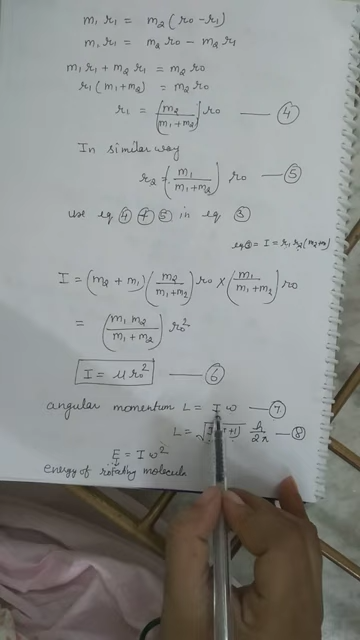 m₁ r₁ = m₂ (r₀ - r₁)
m₁ r₁ = m₂ r₀ - m₂ r₁
m₁ r₁ + m₂ r₁ = m₂ r₀
r₁ (m₁ + m₂) = m₂ r₀
r₁ = [m₂ / (m₁ + m₂)] r₀ —— ④
In similar way
r₂ = (m₁ / (m₁ + m₂)) r₀ —— ⑤
use eq ④ & ⑤ in eq ③
eq③ = I = r₁ r₂ (m₂+m₁)
I = (m₂ + m₁) (m₂ / (m₁ + m₂)) r₀ × (m₁ / (m₁ + m₂)) r₀
= (m₁ m₂ / (m₁ + m₂)) r₀²
I = μ r₀² —— ⑥
angular momentum L = I ω —— ⑦
L = √ +1) h/2π —— ⑧
E = I ω²
energy of rotating molecule